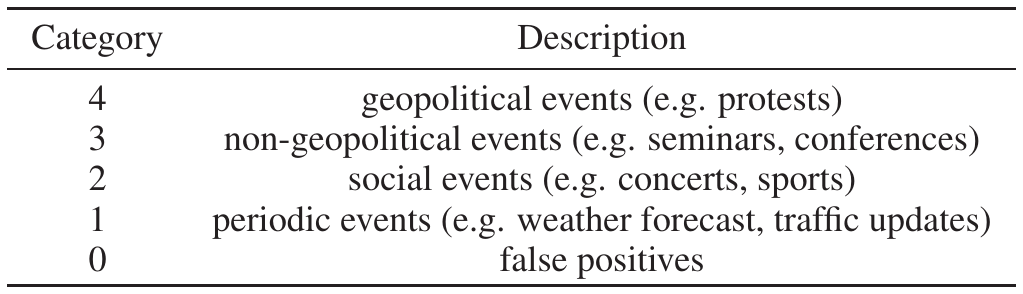 Category Description
4 geopolitical events (e.g. protests)
3 non-geopolitical events (e.g. seminars, conferences)
2 social events (e.g. concerts, sports)
1 periodic events (e.g. weather forecast, traffic updates)
0 false positives